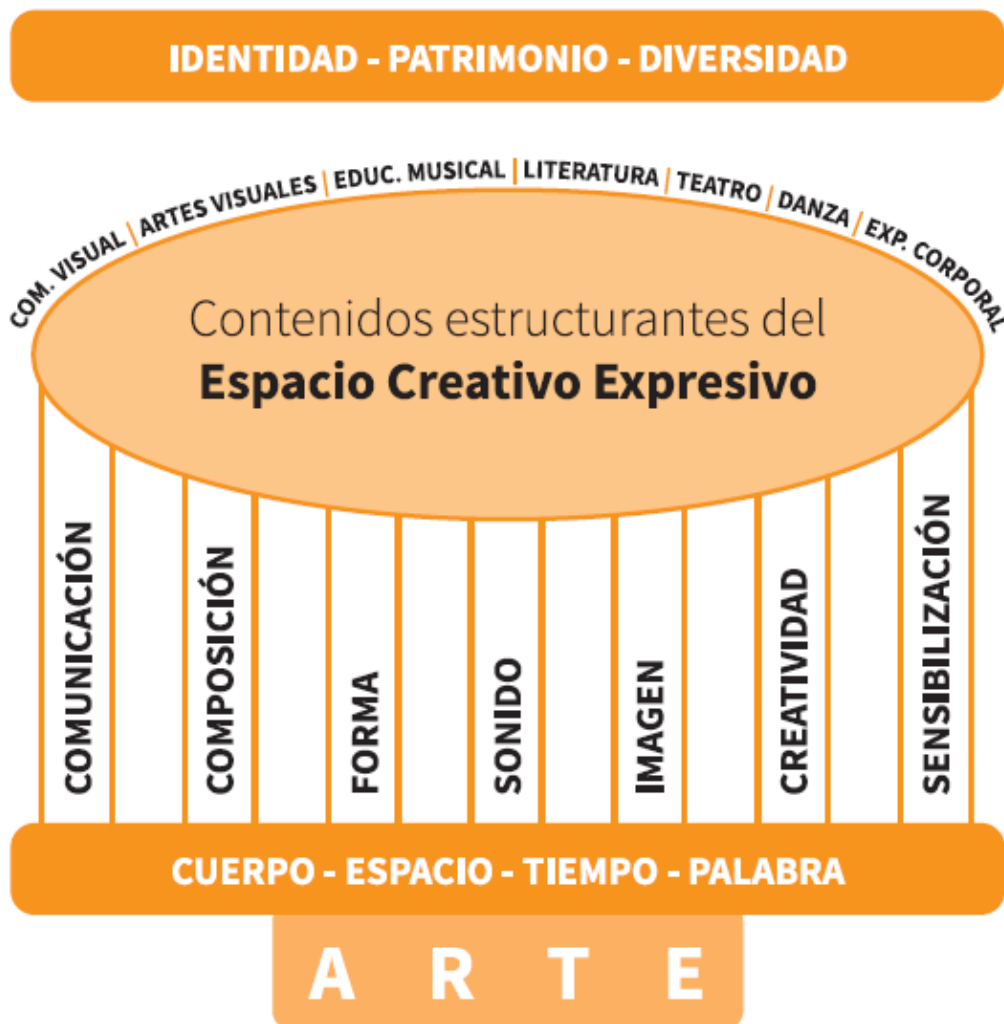 IDENTIDAD - PATRIMONIO - DIVERSIDAD
COM. VISUAL | ARTES VISUALES | EDUC. MUSICAL | LITERATURA | TEATRO | DANZA | EXP. CORPORAL
Contenidos estructurantes del
Espacio Creativo Expresivo
COMUNICACIÓN
COMPOSICIÓN
FORMA
SONIDO
IMAGEN
CREATIVIDAD
SENSIBILIZACIÓN
CUERPO - ESPACIO - TIEMPO - PALABRA
A R T E